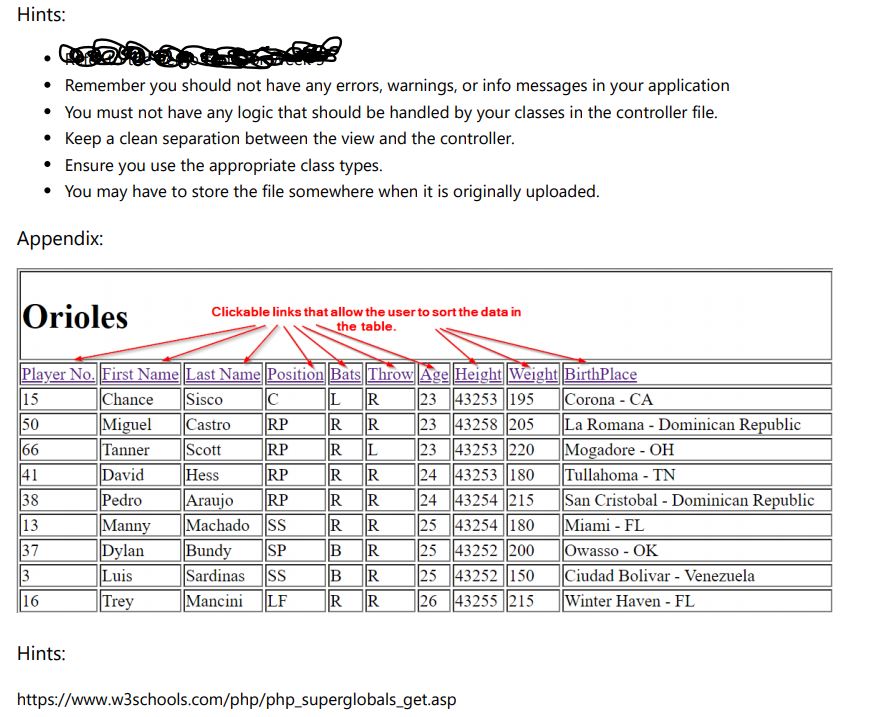 Hints:
• Remember you should not have any errors, warnings, or info messages in your application
• You must not have any logic that should be handled by your classes in the controller file.
• Keep a clean separation between the view and the controller.
• Ensure you use the appropriate class types.
• You may have to store the file somewhere when it is originally uploaded.
Appendix:
Clickable links that allow the user to sort the data in
the table.
Orioles
Player No. First Name Last Name Position Bats Throw Age Height Weight BirthPlace
15 Chance Sisco C L R 23 43253 195 Corona - CA
50 Miguel Castro RP R R 23 43258 205 La Romana - Dominican Republic
66 Tanner Scott RP R L 23 43253 220 Mogadore - OH
41 David Hess RP R R 24 43253 180 Tullahoma - TN
38 Pedro Araujo RP R R 24 43254 215 San Cristobal - Dominican Republic
13 Manny Machado SS R R 25 43254 180 Miami - FL
37 Dylan Bundy SP B R 25 43252 200 Owasso - OK
3 Luis Sardinas SS B R 25 43252 150 Ciudad Bolivar - Venezuela
16 Trey Mancini LF R R 26 43255 215 Winter Haven - FL
Hints:
https://www.w3schools.com/php/php_superglobals_get.asp